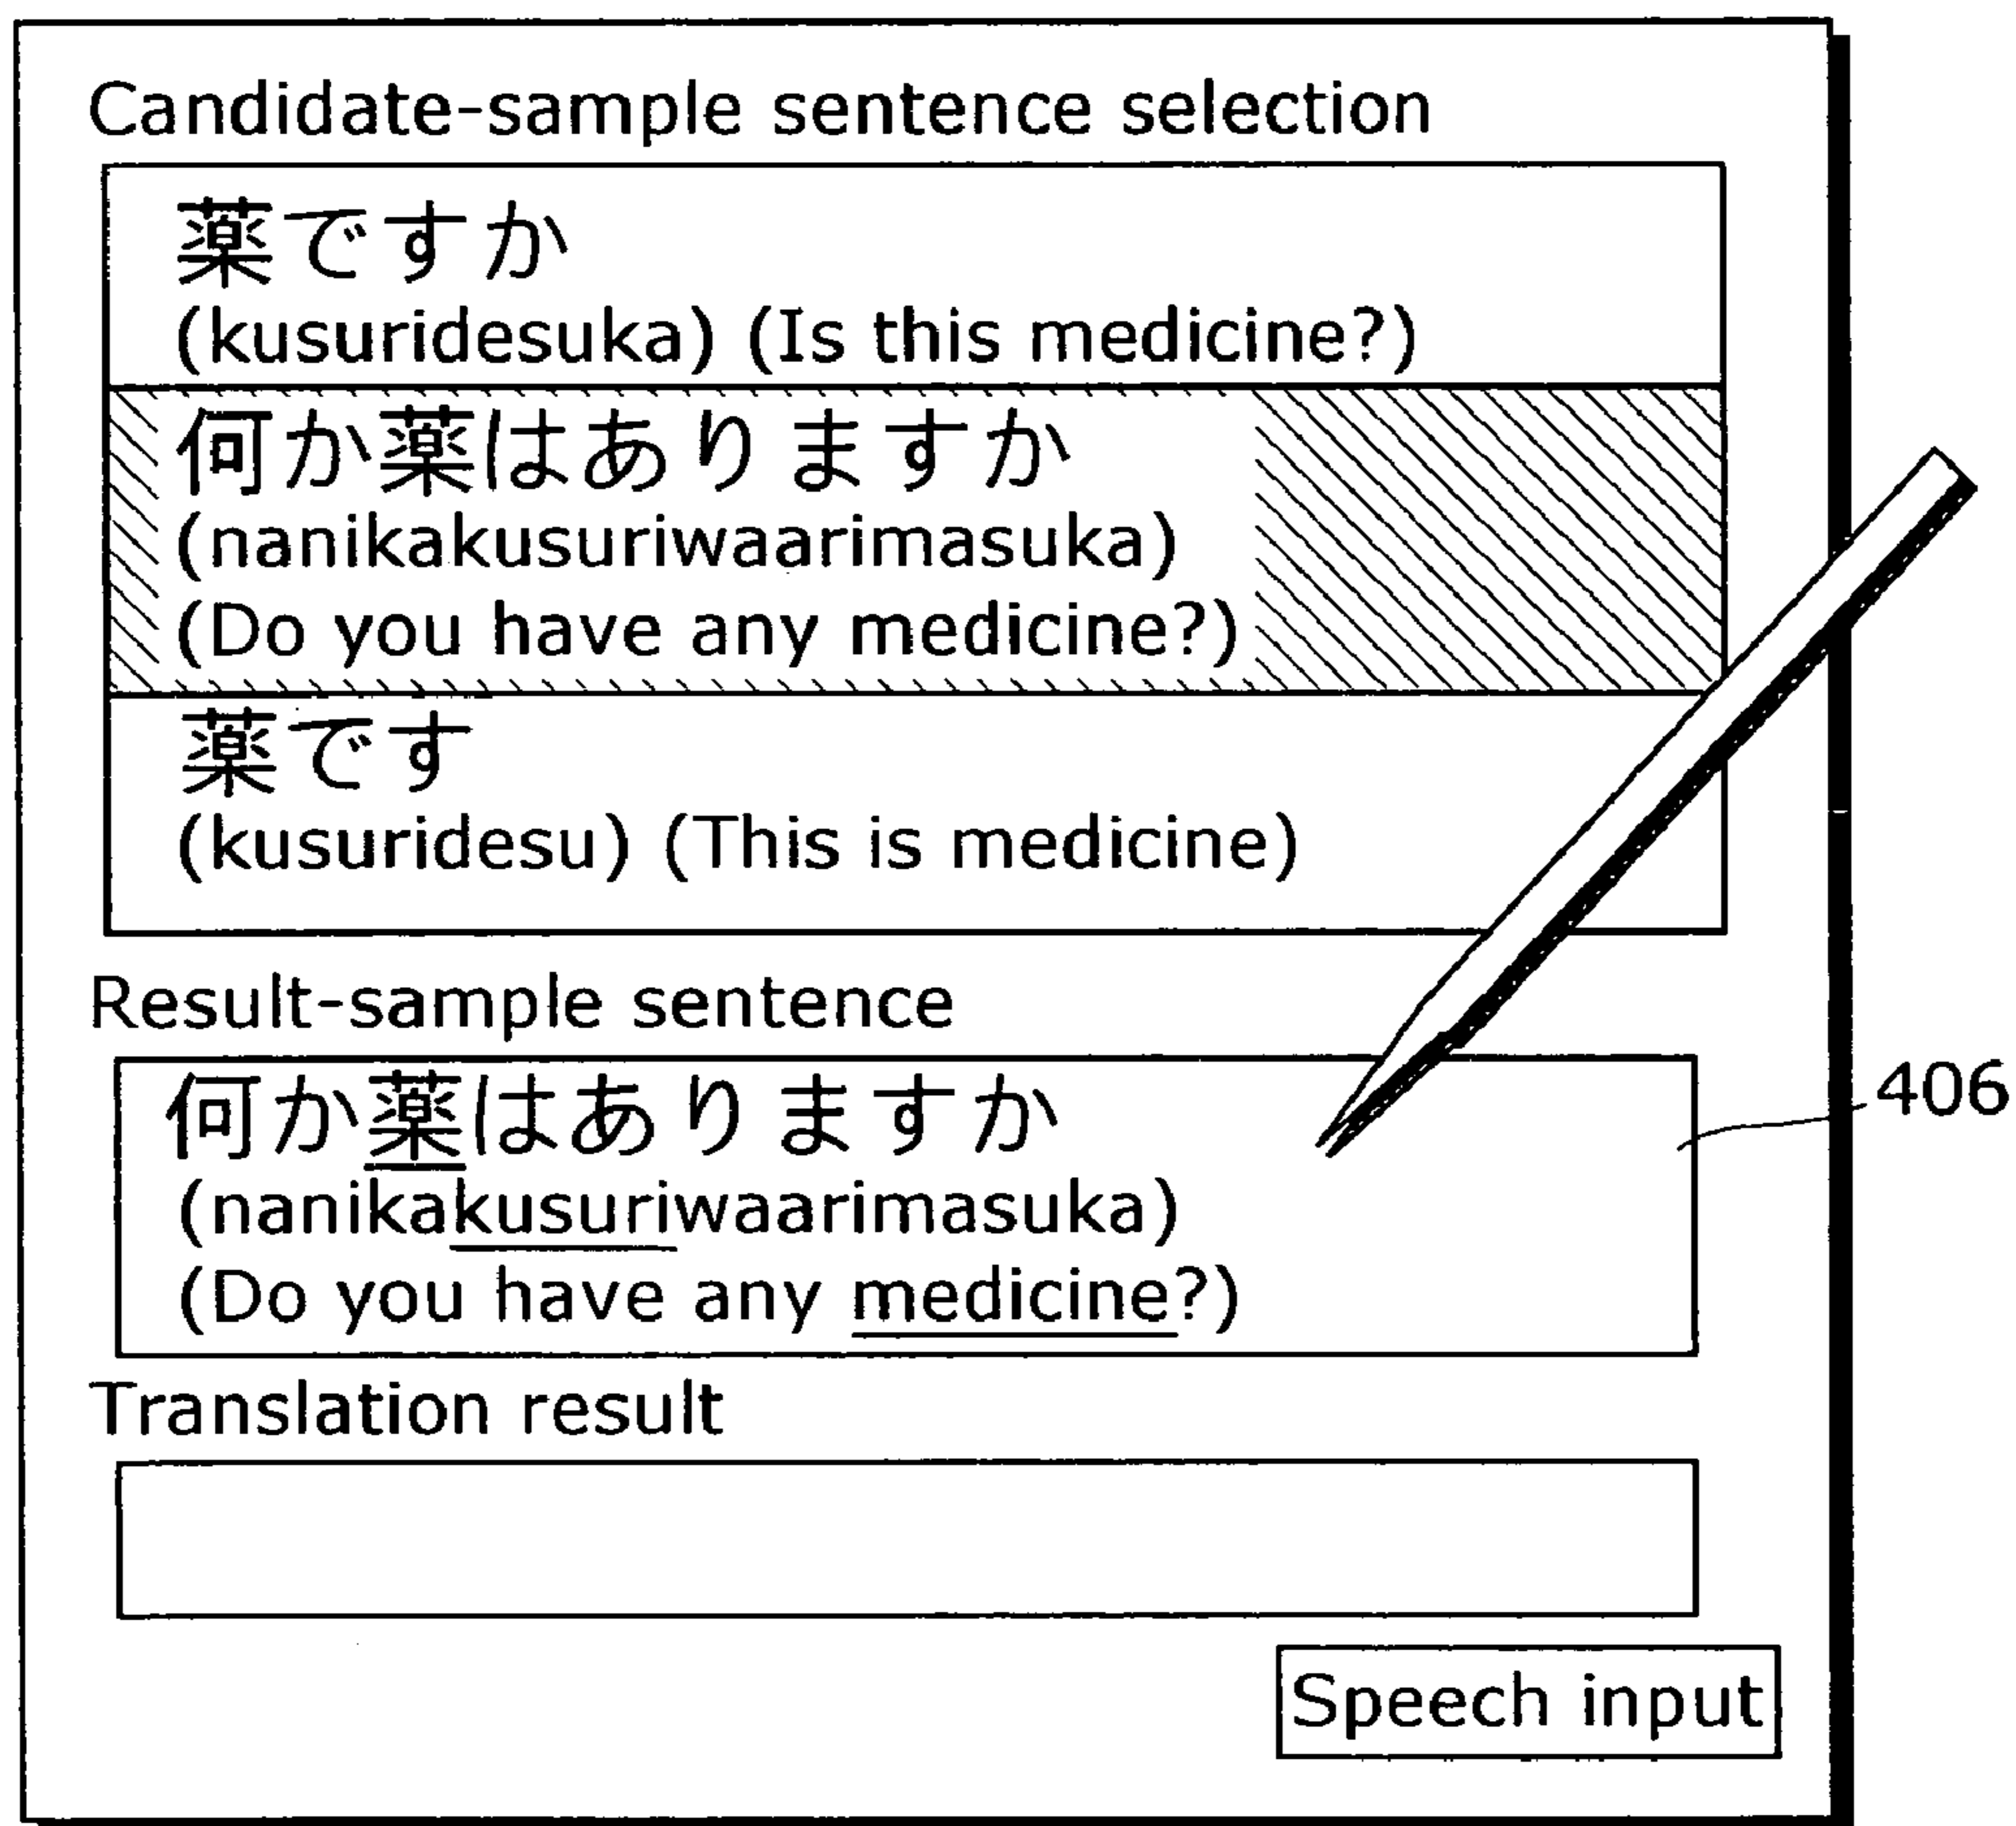 Candidate-sample sentence selection
薬ですか
(kusuridesuka) (Is this medicine?)
何か薬はありますか
(nanikakusuriwaarimasuka)
(Do you have any medicine?)
薬です
(kusuridesu) (This is medicine)
Result-sample sentence
何か薬はありますか
(nanikakusuriwaarimasuka)
(Do you have any medicine?)
406
Translation result
Speech input